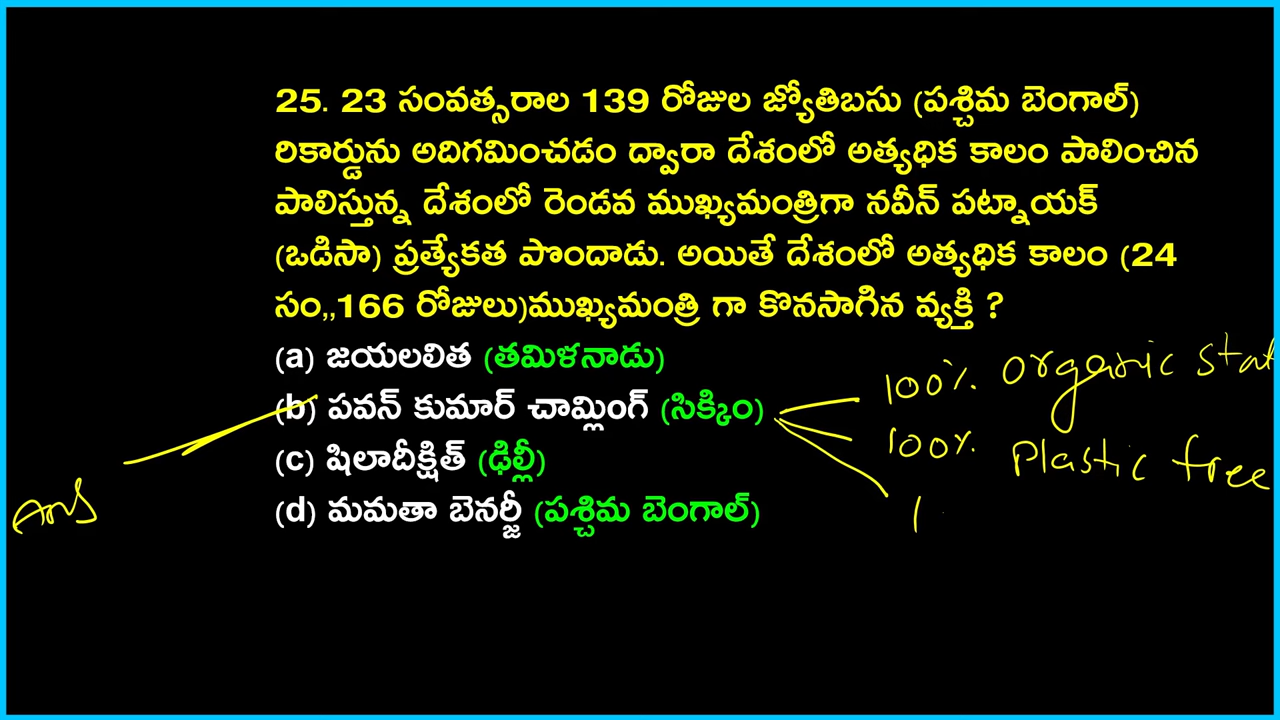 25. 23 సంవత్సరాల 139 రోజుల జ్యోతిబసు (పశ్చిమ బెంగాల్)
రికార్డును అదిగమించడం ద్వారా దేశంలో అత్యధిక కాలం పాలించిన
పాలిస్తున్న దేశంలో రెండవ ముఖ్యమంత్రిగా నవీన్ పట్నాయక్
(ఒడిసా) ప్రత్యేకత పొందాడు. అయితే దేశంలో అత్యధిక కాలం (24
సం,,166 రోజులు)ముఖ్యమంత్రి గా కొనసాగిన వ్యక్తి ?
(a) జయలలిత (తమిళనాడు)
(b) పవన్ కుమార్ చామ్లింగ్ (సిక్కిం)
(c) షిలాదీక్షిత్ (ఢిల్లీ)
(d) మమతా బెనర్జీ (పశ్చిమ బెంగాల్)
Ans
100% organic stat
100% Plastic free
1